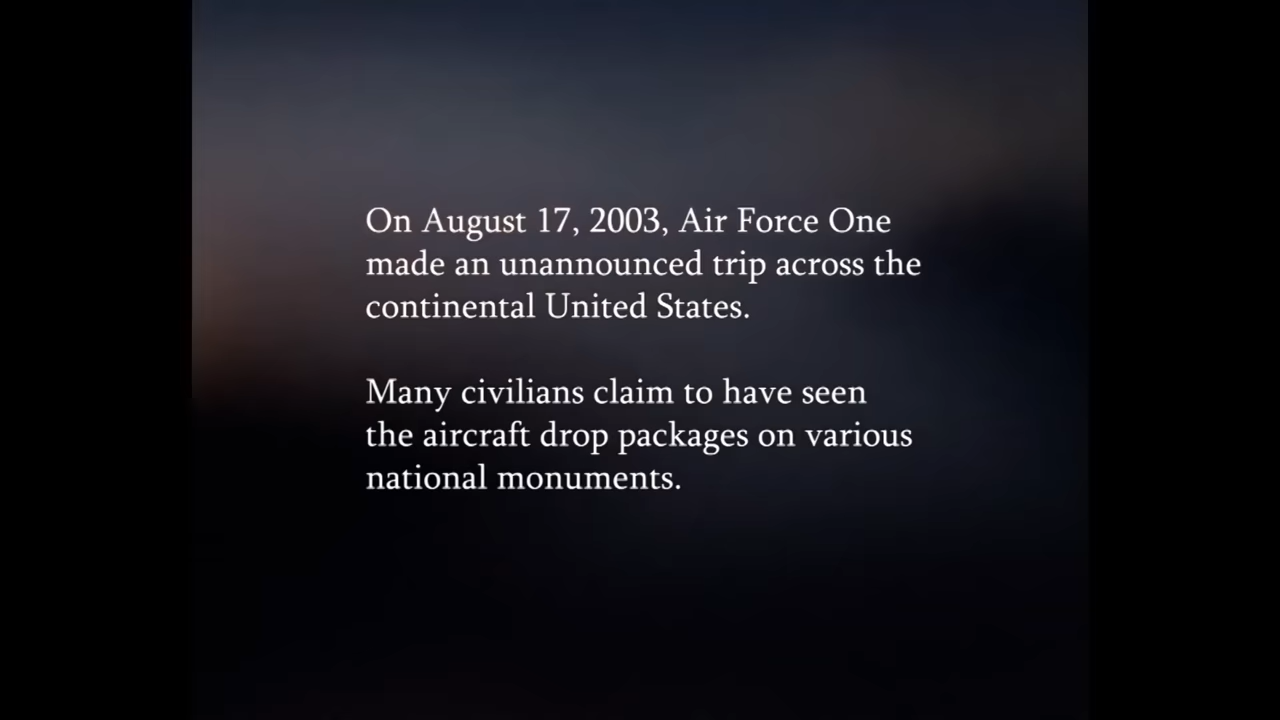 On August 17, 2003, Air Force One
made an unannounced trip across the
continental United States.
Many civilians claim to have seen
the aircraft drop packages on various
national monuments.